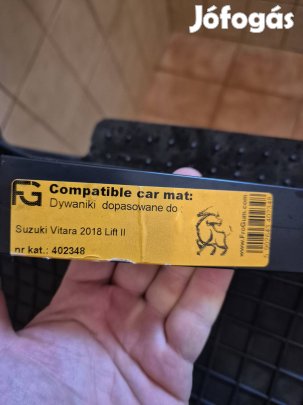 Jófogás
FG
Compatible car mat:
Dywaniki dopasowane do :
Suzuki Vitara 2018 Lift II
nr kat.: 402348
www.FroGum.com